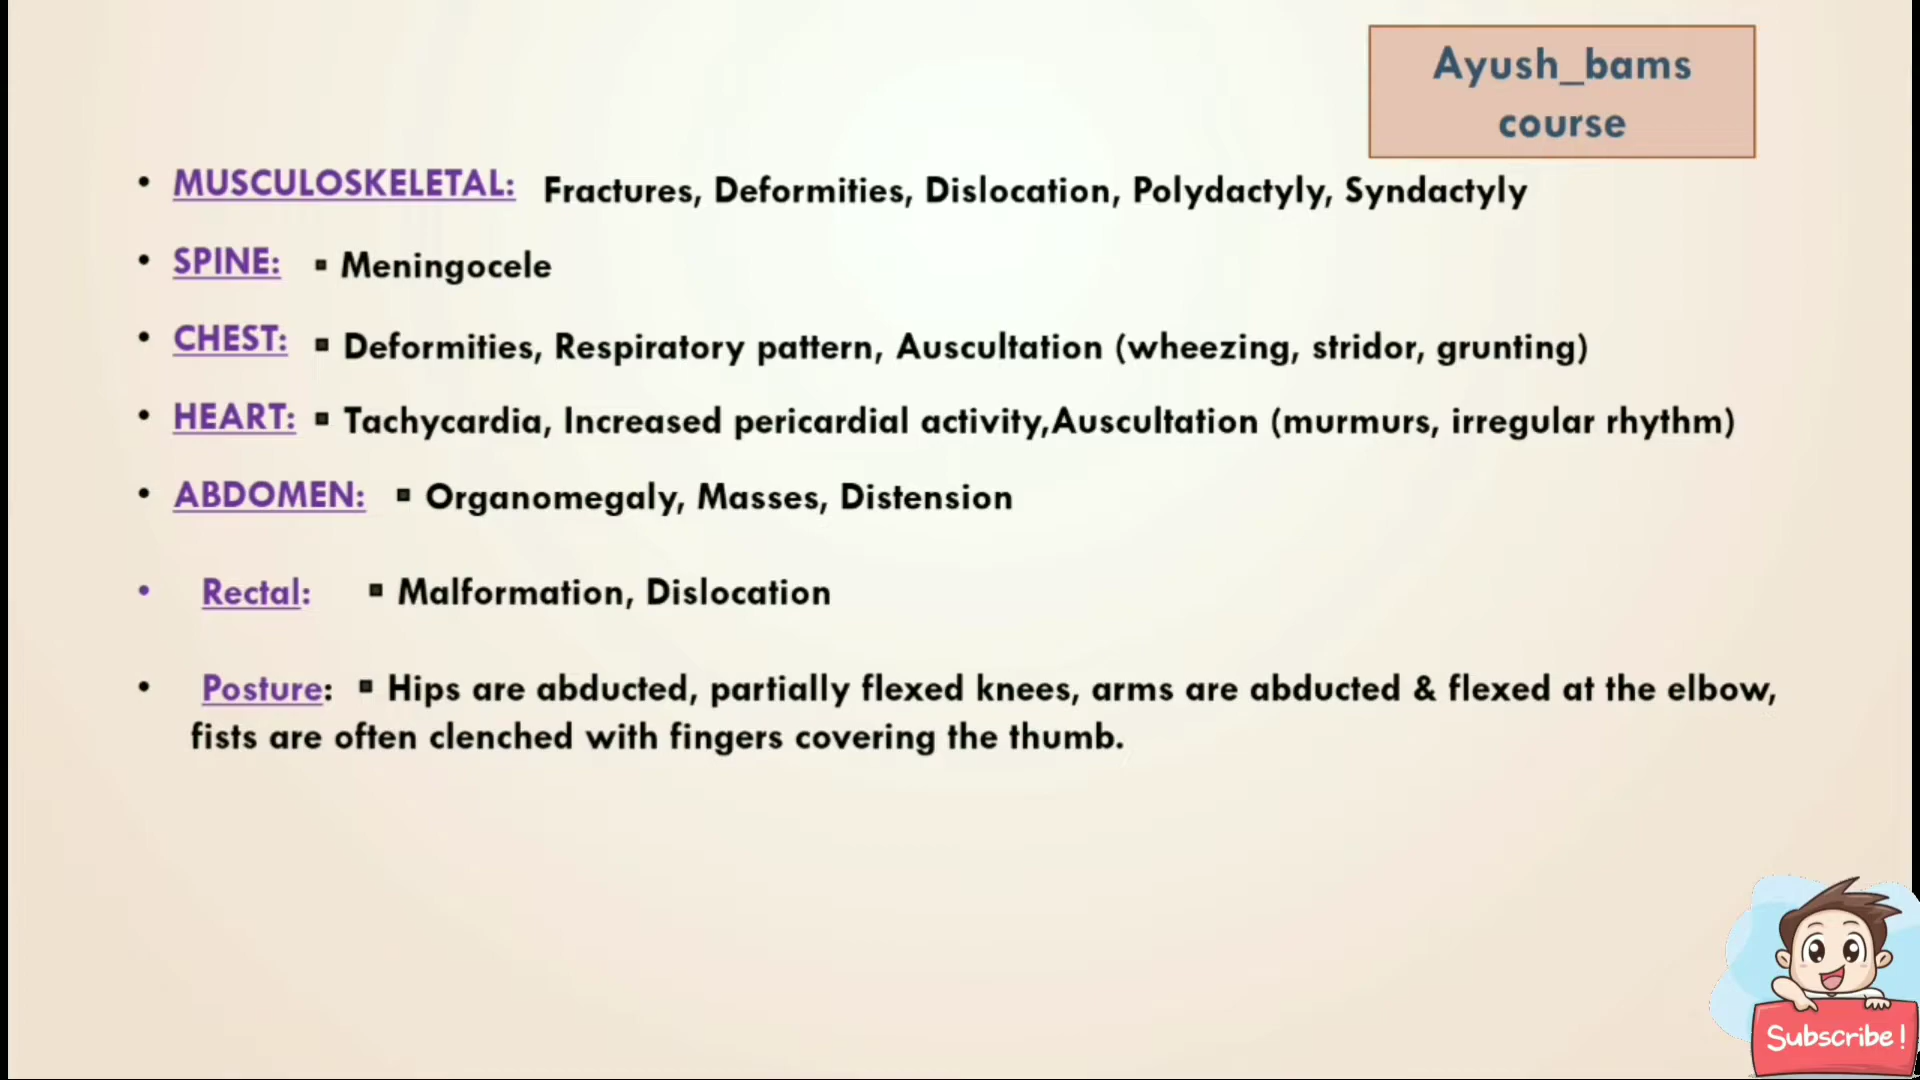 Ayush_bams
course
• MUSCULOSKELETAL: Fractures, Deformities, Dislocation, Polydactyly, Syndactyly
• SPINE: ▪ Meningocele
• CHEST: ▪ Deformities, Respiratory pattern, Auscultation (wheezing, stridor, grunting)
• HEART: ▪ Tachycardia, Increased pericardial activity,Auscultation (murmurs, irregular rhythm)
• ABDOMEN: ▪ Organomegaly, Masses, Distension
• Rectal: ▪ Malformation, Dislocation
• Posture: ▪ Hips are abducted, partially flexed knees, arms are abducted & flexed at the elbow,
fists are often clenched with fingers covering the thumb.
Subscribe!